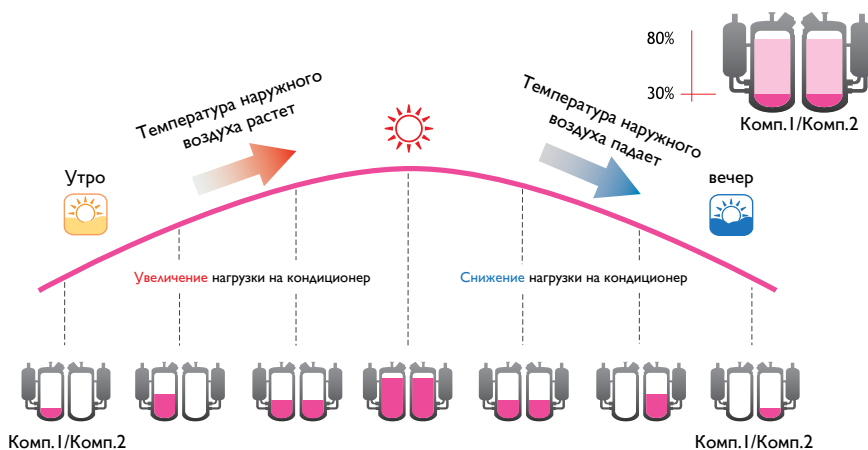 80%
30%
Комп.1/Комп.2
Температура наружного
воздуха растет
Температура наружного
воздуха падает
Утро
вечер
Увеличение нагрузки на кондиционер
Снижение нагрузки на кондиционер
Комп.1/Комп.2
Комп.1/Комп.2